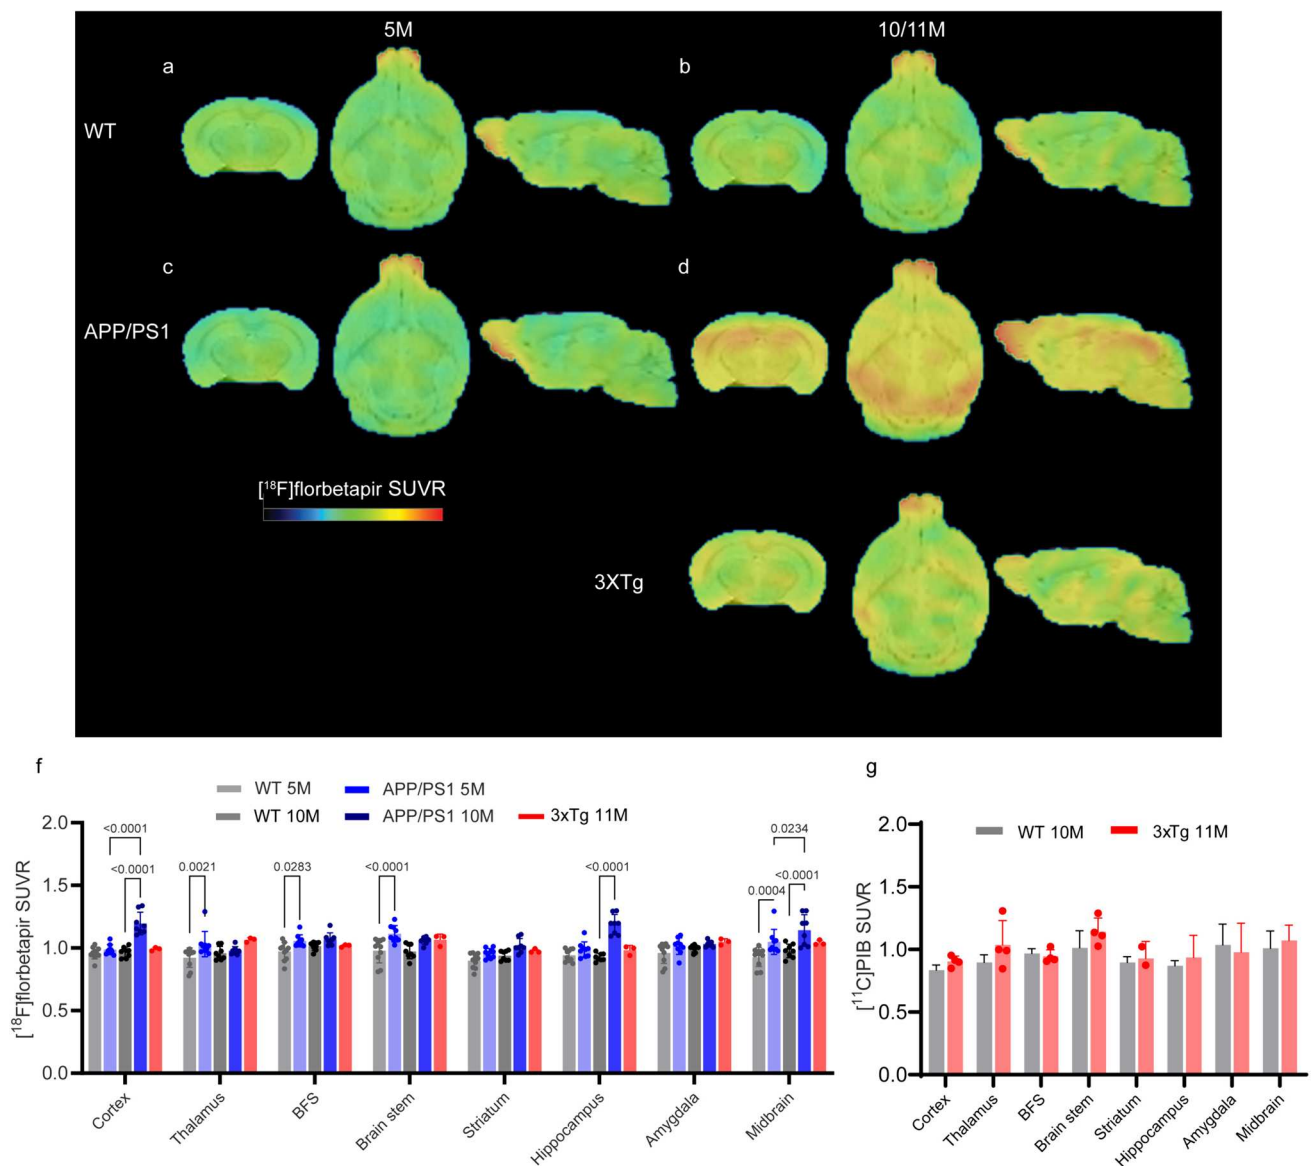 5M 10/11M
a b
WT
c d
APP/PS1
[18F]florbetapir SUVR
3XTg
f g
WT 5M APP/PS1 5M
WT 10M APP/PS1 10M 3xTg 11M
WT 10M 3xTg 11M
[18F]florbetapir SUVR
2.0
1.5
1.0
0.5
0.0
<0.0001
<0.0001
0.0021
0.0283
<0.0001
<0.0001
0.0234
<0.0001
0.0004
Cortex
Thalamus
BFS
Brain stem
Striatum
Hippocampus
Amygdala
Midbrain
[11C]PIB SUVR
2.0
1.5
1.0
0.5
0.0
Cortex
Thalamus
BFS
Brain stem
Striatum
Hippocampus
Amygdala
Midbrain